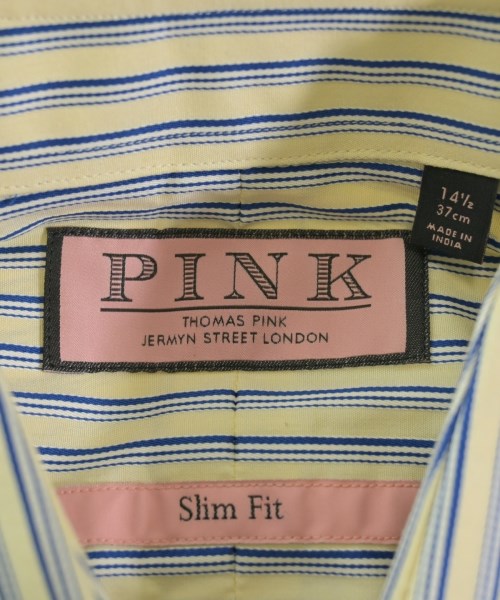 14½
37cm
MADE IN
INDIA
PINK
THOMAS PINK
JERMYN STREET LONDON
Slim Fit